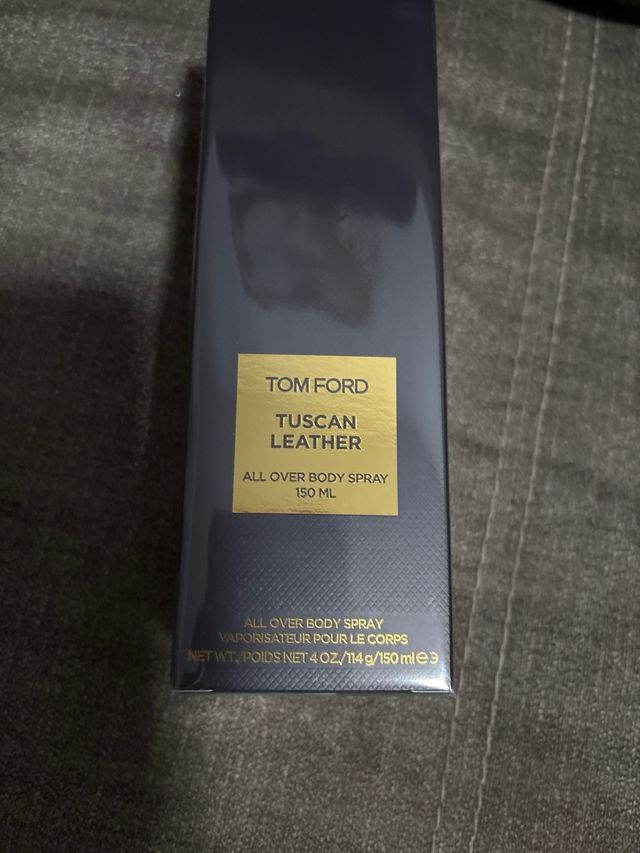 TOM FORD
TUSCAN
LEATHER
ALL OVER BODY SPRAY
150 ML
ALL OVER BODY SPRAY
VAPORISATEUR POUR LE CORPS
NET WT./POIDS NET 4 OZ./114 g/150 ml ℮ 3